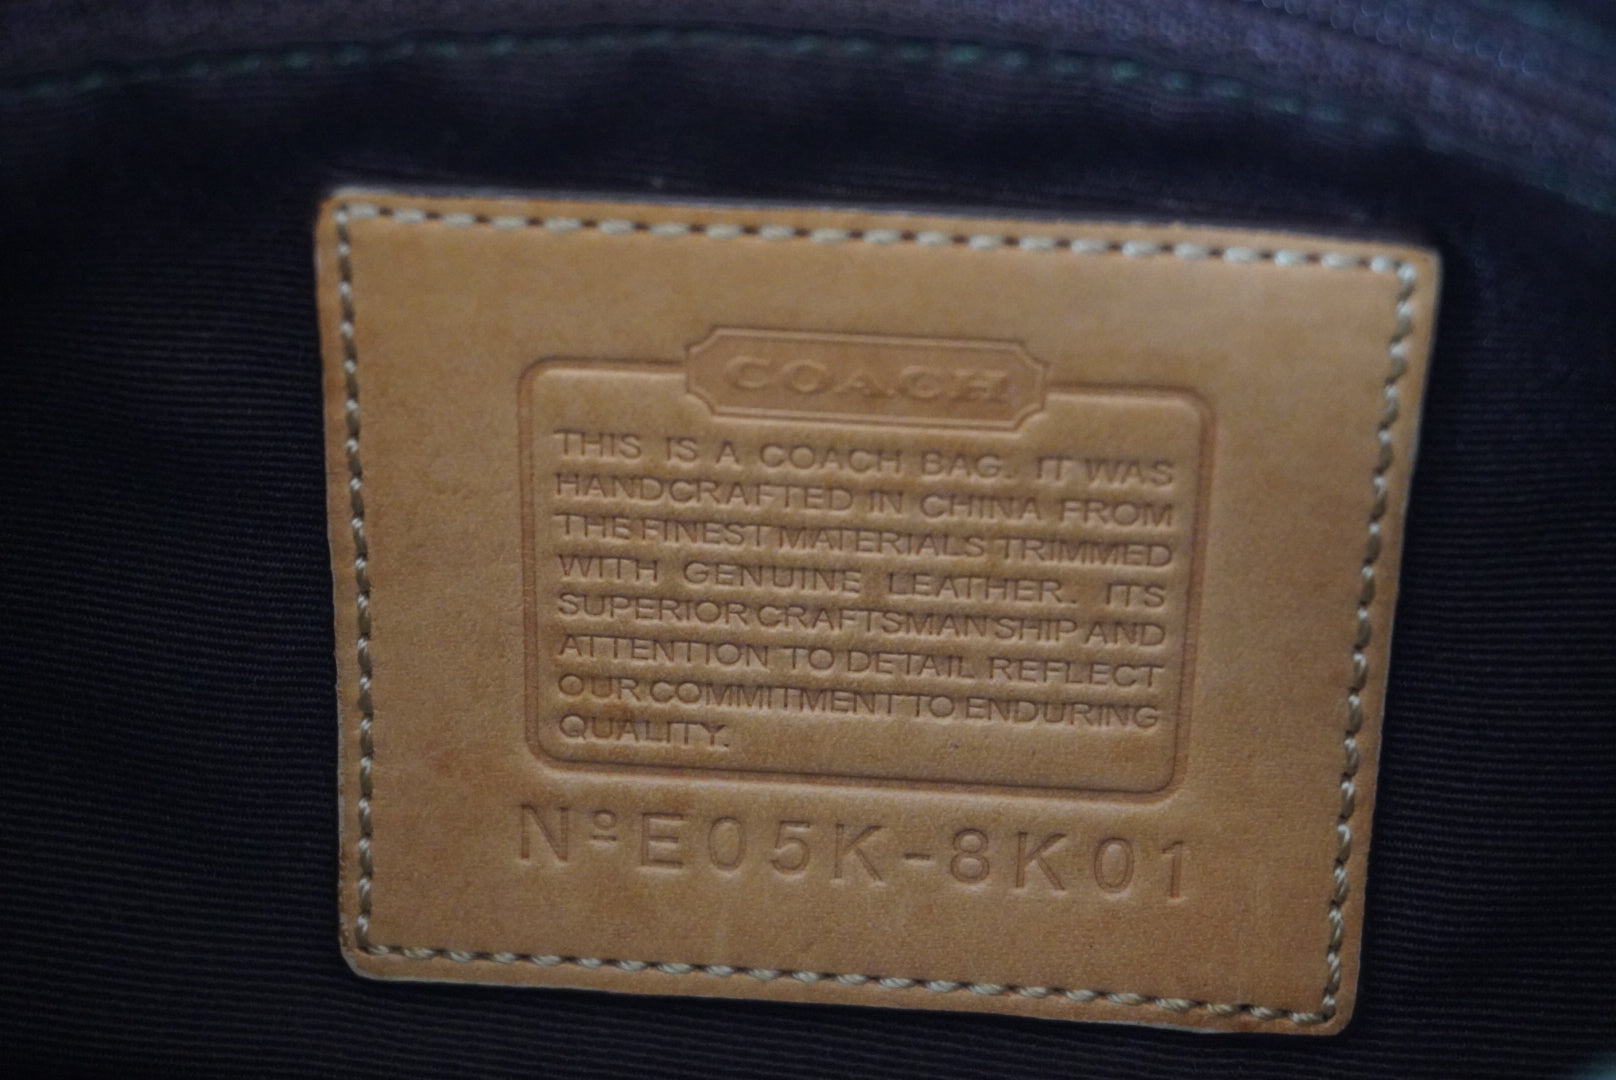 COACH
THIS IS A COACH BAG. IT WAS
HANDCRAFTED IN CHINA FROM
THE FINEST MATERIALS TRIMMED
WITH GENUINE LEATHER. ITS
SUPERIOR CRAFTSMANSHIP AND
ATTENTION TO DETAIL REFLECT
OUR COMMITMENT TO ENDURING
QUALITY.
Nº E05K-8K01